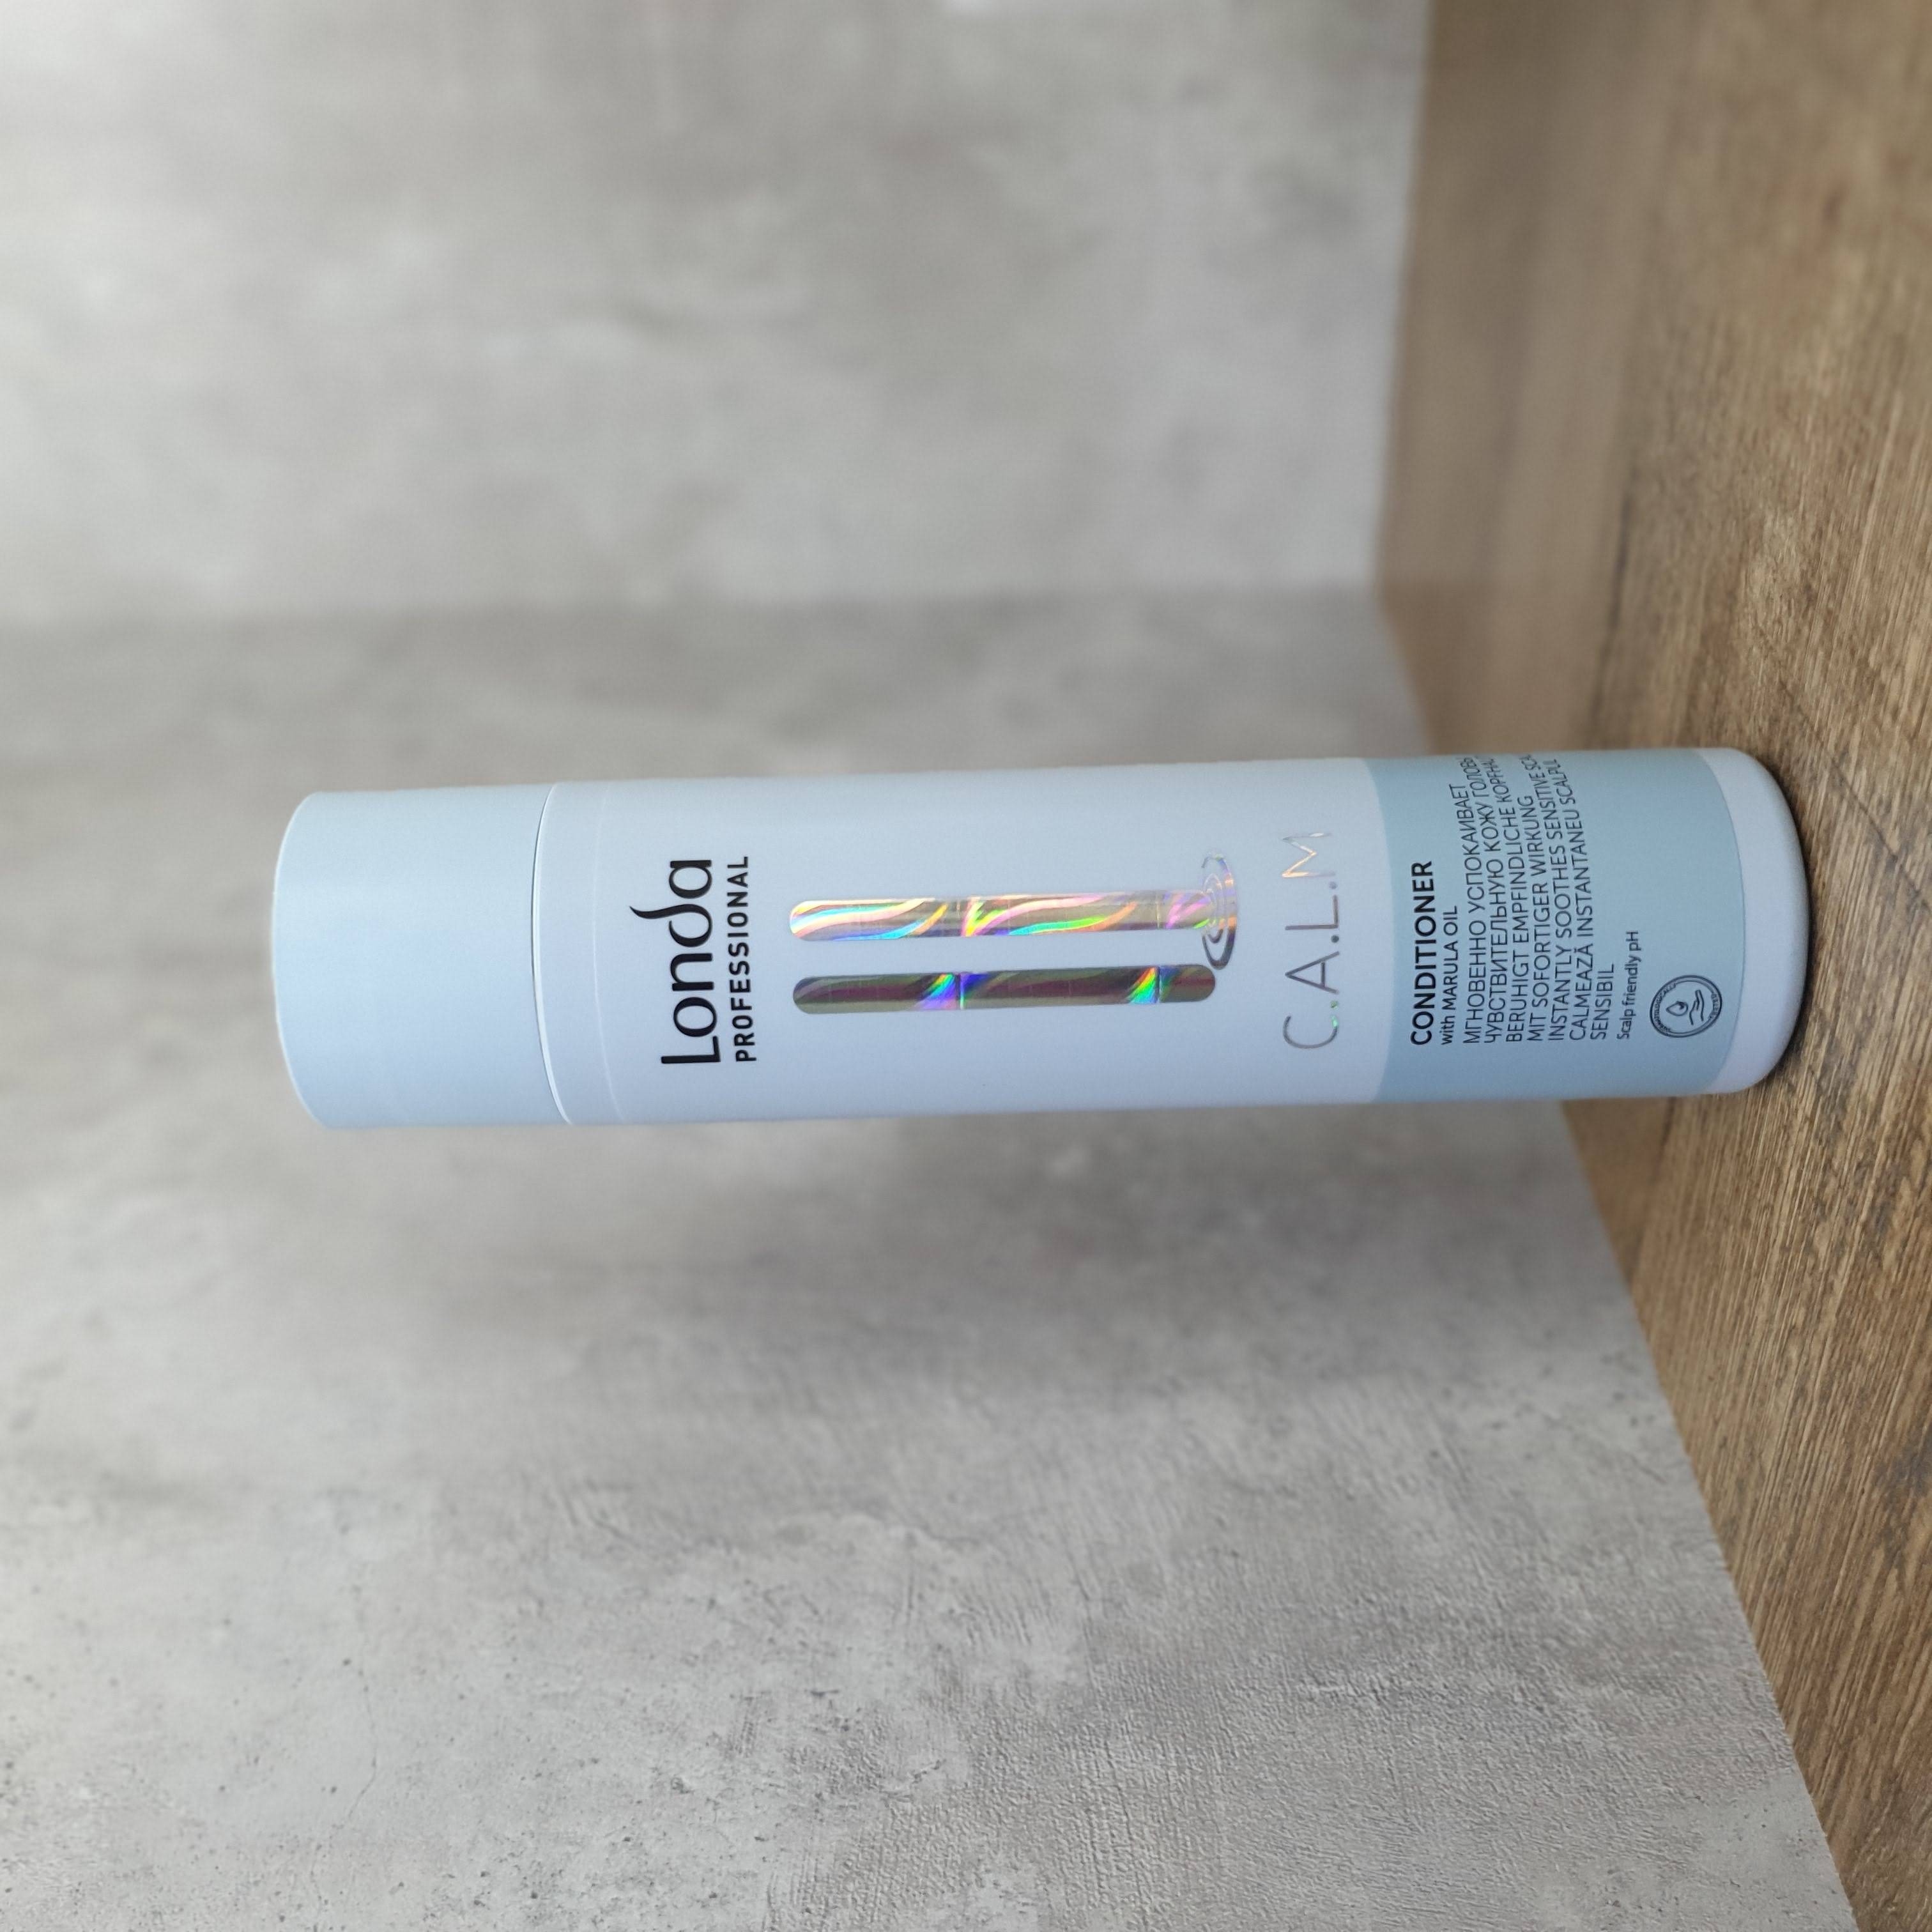 Londa
PROFESSIONAL
C.A.L.M
CONDITIONER
with MARULA OIL
МГНОВЕННО УСПОКАИВАЕТ
ЧУВСТВИТЕЛЬНУЮ КОЖУ
BERUHIGT EMPFINDLICHE
MIT SOFORTIGER WIRKUNG
INSTANTLY SOOTHES SENSITIVE
CALMEAZĂ INSTANTANEU SCALPUL
SENSIBIL
Scalp friendly pH